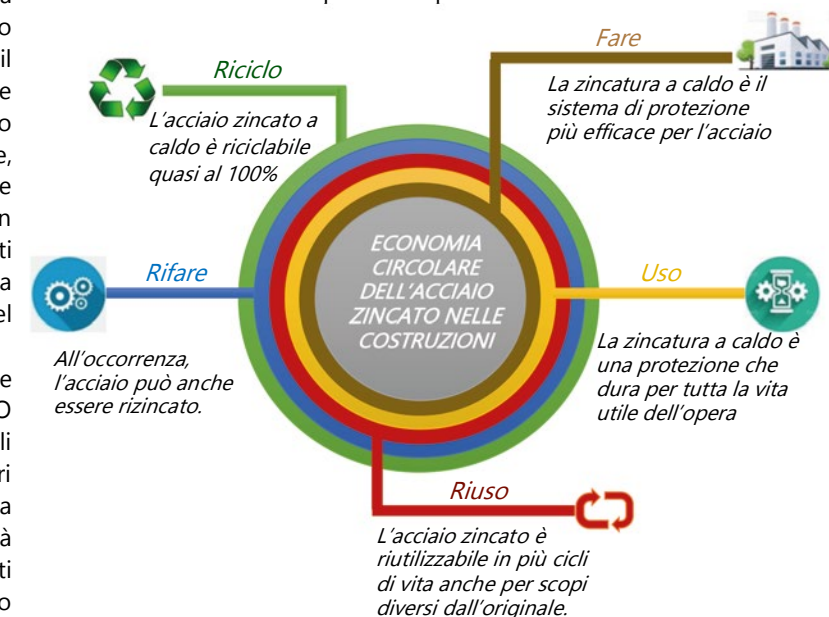 Fare
La zincatura a caldo è il
sistema di protezione
più efficace per l'acciaio
Riciclo
L'acciaio zincato a
caldo è riciclabile
quasi al 100%
ECONOMIA
CIRCOLARE
DELL'ACCIAIO
ZINCATO NELLE
COSTRUZIONI
Rifare
All'occorrenza,
l'acciaio può anche
essere rizincato.
Uso
La zincatura a caldo è
una protezione che
dura per tutta la vita
utile dell'opera
Riuso
L'acciaio zincato è
riutilizzabile in più cicli
di vita anche per scopi
diversi dall'originale.